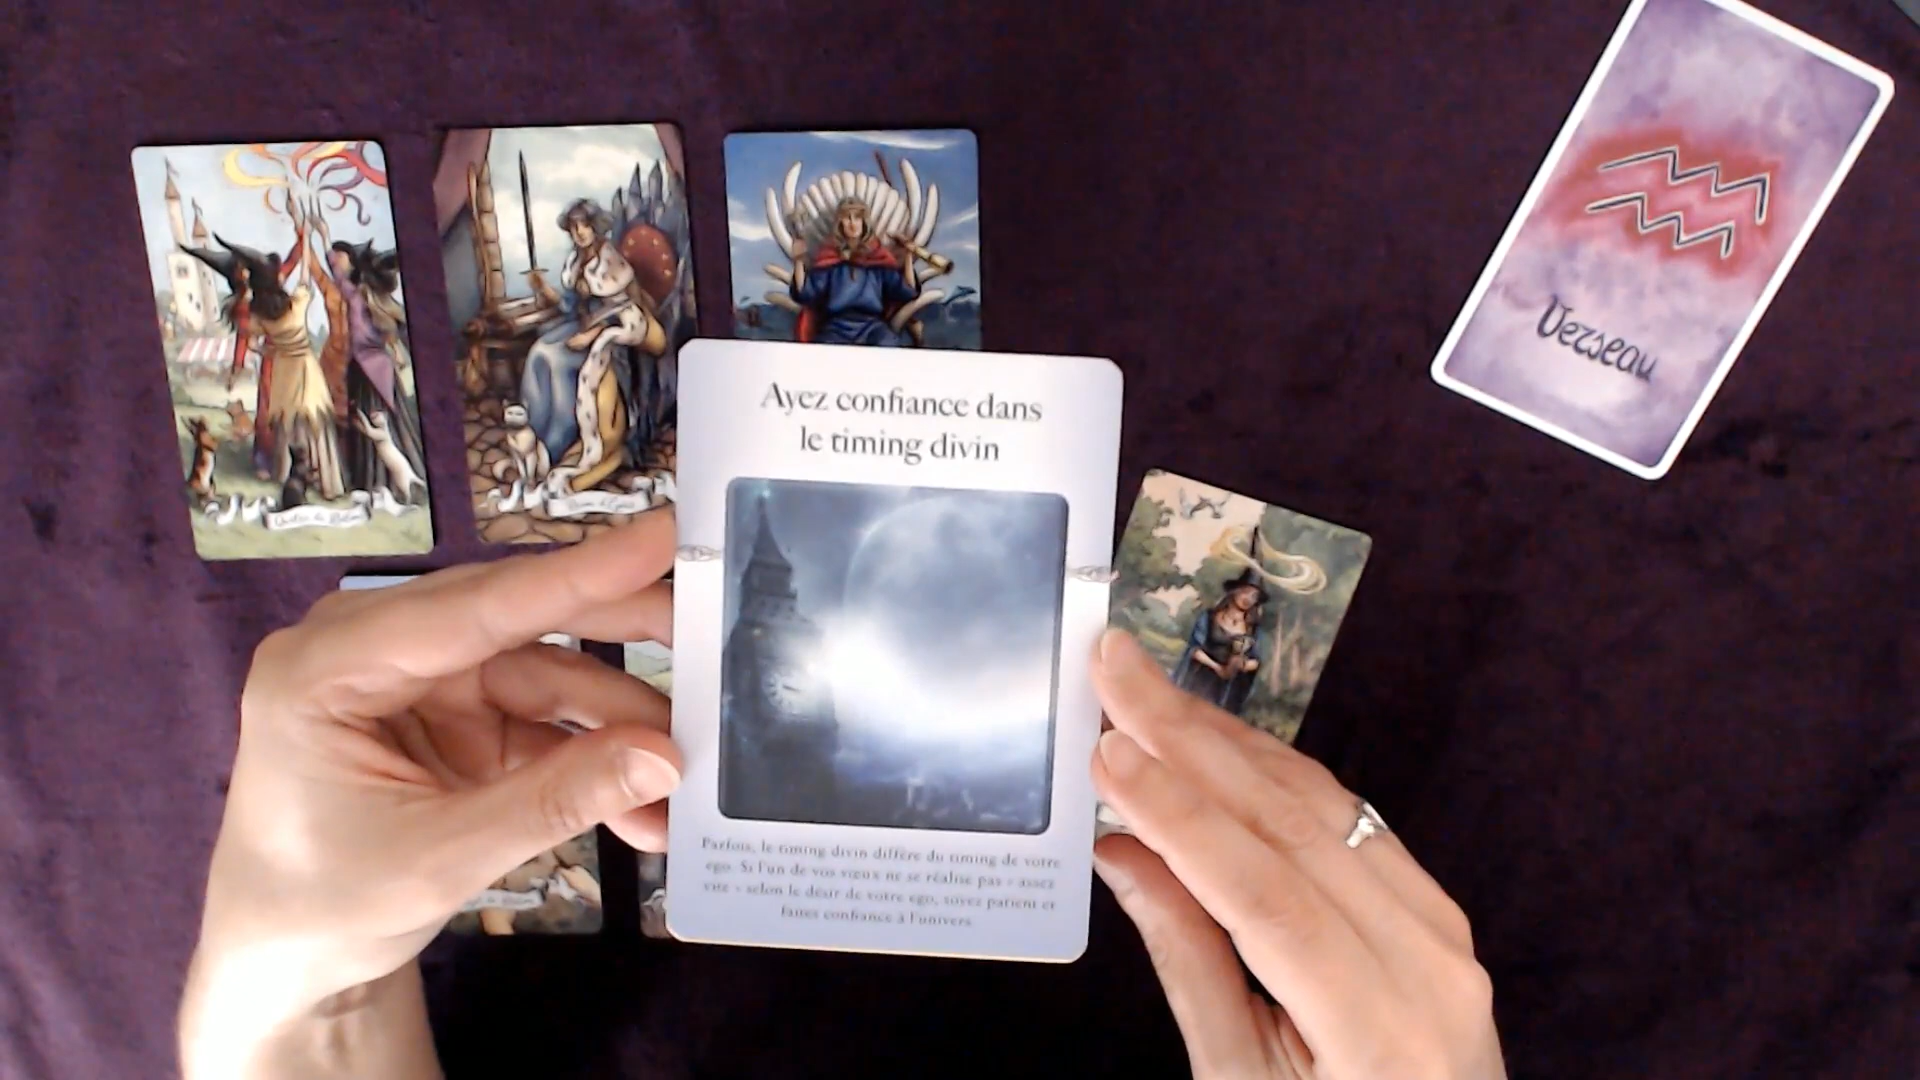 Verseau
Ayez confiance dans
le timing divin
Parfois, le timing divin diffère du timing de votre
ego. Si l'un de vos vœux ne se réalise pas « assez
vite » selon le désir de votre ego, soyez patient et
faites confiance à l'univers